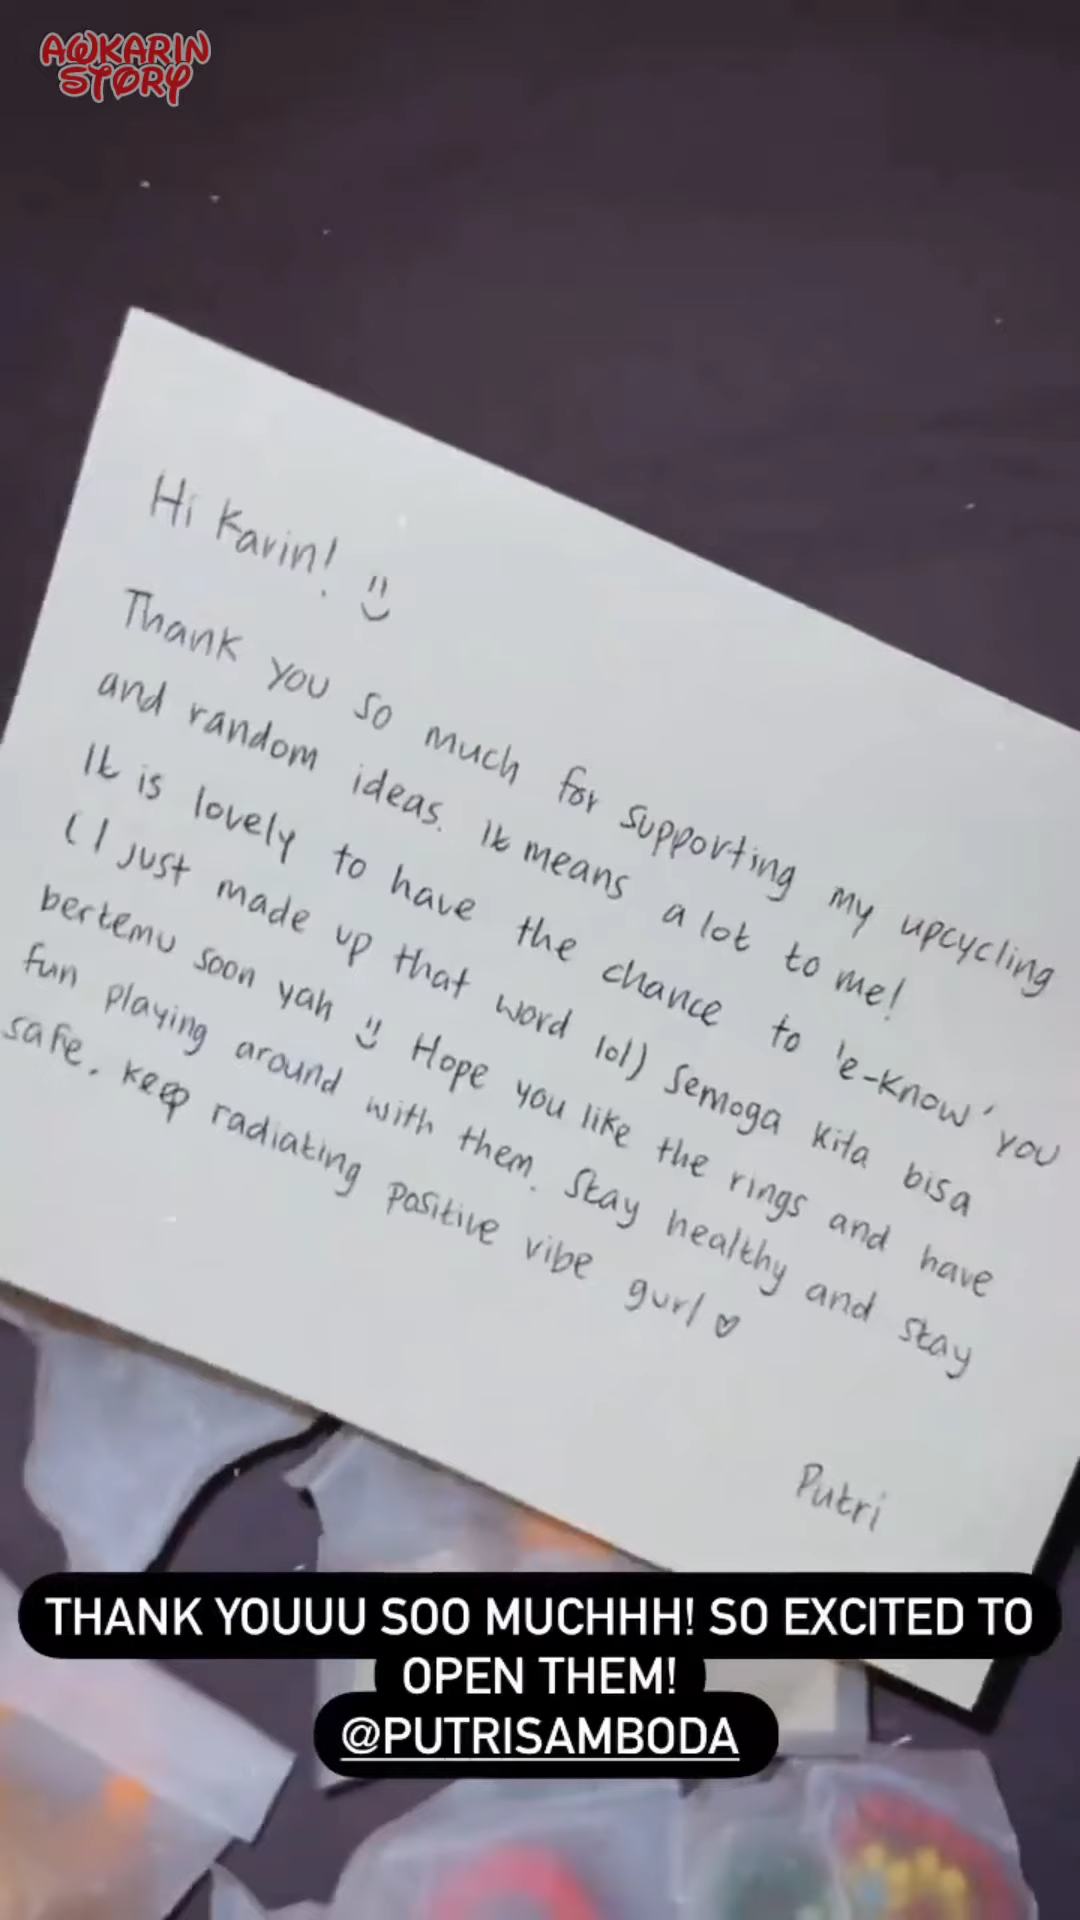 AWKARIN
STORY
Hi Karin! :)
Thank you so much for supporting my upcycling
and random ideas. It means a lot to me!
It is lovely to have the chance to 'e-know' you
(I just made up that word lol) Semoga kita bisa
bertemu soon yah :) Hope you like the rings and have
fun playing around with them. Stay healthy and stay
safe. keep radiating positive vibe gurl ♡
Putri
THANK YOUUU SOO MUCHHH! SO EXCITED TO
OPEN THEM!
@PUTRISAMBODA